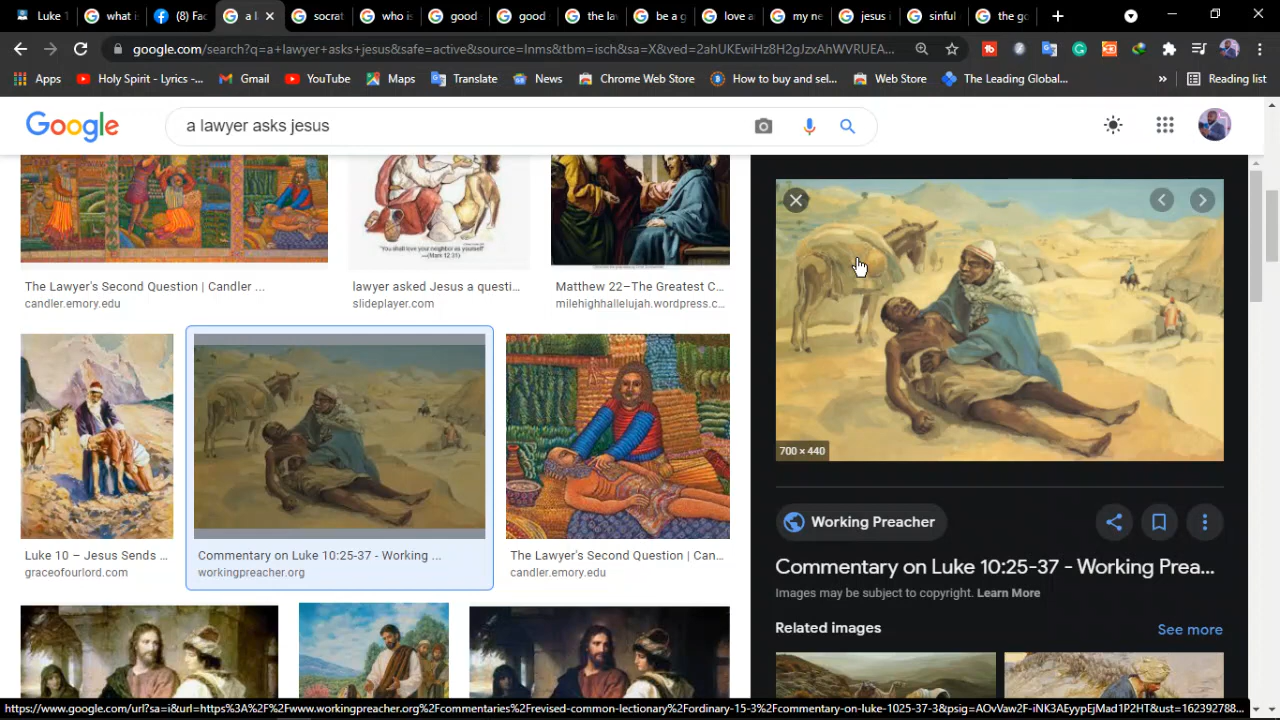 Luke 1
what is
(8) Fac
a l
socrat
who is
good
good
the la
be a g
love a
my ne
jesus i
sinful
the go
google.com/search?q=a+lawyer+asks+jesus&safe=active&source=lnms&tbm=isch&sa=X&ved=2ahUKEwiHz8H2gJzxAhWVRUEA...
Apps
Holy Spirit - Lyrics -...
Gmail
YouTube
Maps
Translate
News
Chrome Web Store
How to buy and sel...
Web Store
The Leading Global...
»
Reading list
Google
a lawyer asks jesus
"You shall love your neighbor as yourself"
—(Mark 12:31)
The Lawyer's Second Question | Candler ...
candler.emory.edu
lawyer asked Jesus a questi...
slideplayer.com
Matthew 22–The Greatest C...
milehighhallelujah.wordpress.c...
Luke 10 – Jesus Sends ...
graceofourlord.com
Commentary on Luke 10:25-37 - Working ...
workingpreacher.org
The Lawyer's Second Question | Can...
candler.emory.edu
700 × 440
Working Preacher
Commentary on Luke 10:25-37 - Working Prea...
Images may be subject to copyright. Learn More
Related images
See more
https://www.google.com/url?sa=i&url=https%3A%2F%2Fwww.workingpreacher.org%2Fcommentaries%2Frevised-common-lectionary%2Fordinary-15-3%2Fcommentary-on-luke-1025-37-3&psig=AOvVaw2F-iNK3AEyypEjMad1P2HT&ust=162392788...